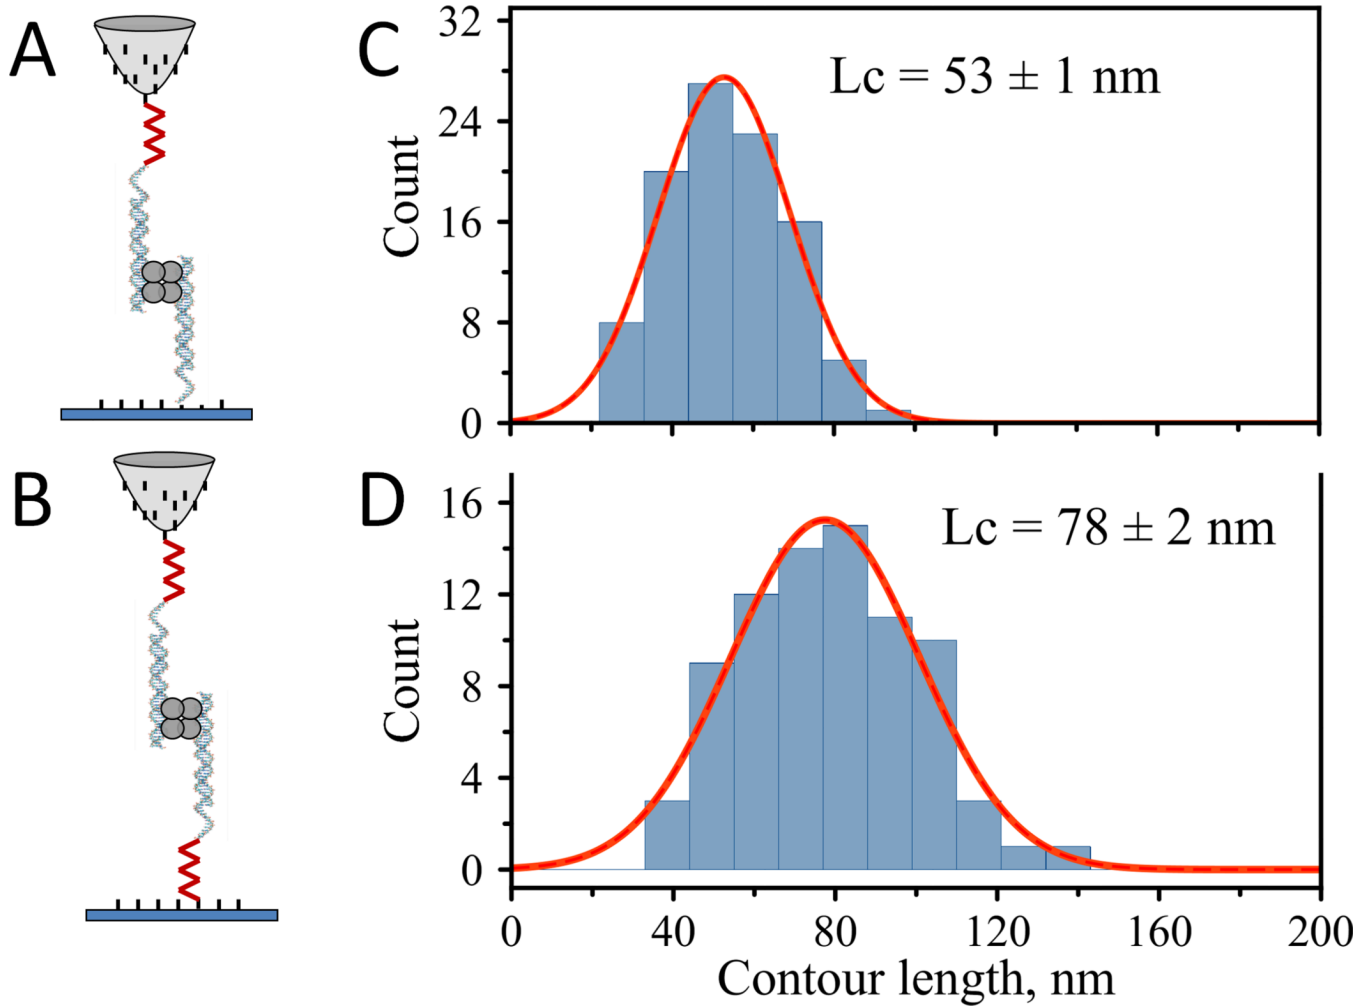 A
C
32
24
16
8
0
Count
Lc = 53 ± 1 nm
B
D
16
12
8
4
0
Count
Lc = 78 ± 2 nm
0 40 80 120 160 200
Contour length, nm